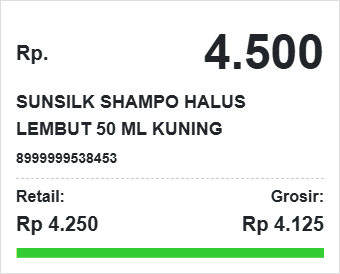 Rp. 4.500
SUNSILK SHAMPO HALUS
LEMBUT 50 ML KUNING
8999999538453
Retail: Grosir:
Rp 4.250 Rp 4.125